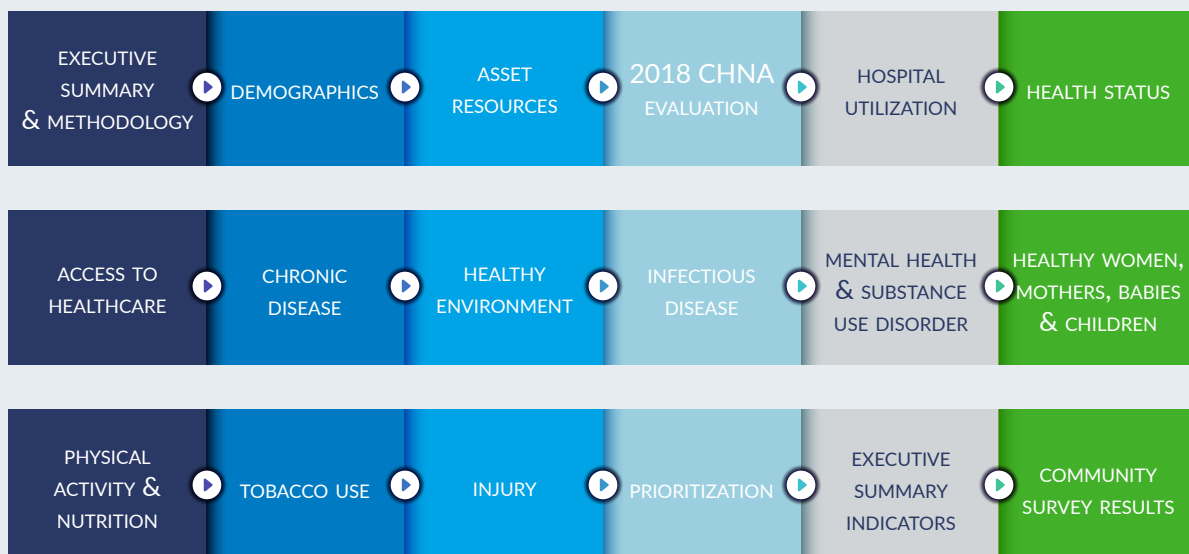 EXECUTIVE
SUMMARY
& METHODOLOGY
DEMOGRAPHICS
ASSET
RESOURCES
2018 CHNA
EVALUATION
HOSPITAL
UTILIZATION
HEALTH STATUS
ACCESS TO
HEALTHCARE
CHRONIC
DISEASE
HEALTHY
ENVIRONMENT
INFECTIOUS
DISEASE
MENTAL HEALTH
& SUBSTANCE
USE DISORDER
HEALTHY WOMEN,
MOTHERS, BABIES
& CHILDREN
PHYSICAL
ACTIVITY &
NUTRITION
TOBACCO USE
INJURY
PRIORITIZATION
EXECUTIVE
SUMMARY
INDICATORS
COMMUNITY
SURVEY RESULTS